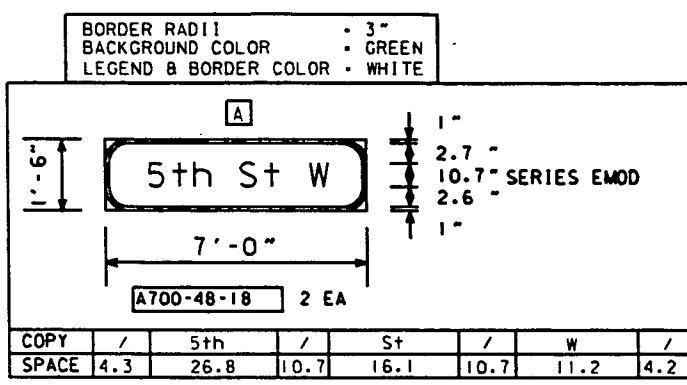 BORDER RADII - 3"
BACKGROUND COLOR - GREEN
LEGEND & BORDER COLOR - WHITE
A
1'-6"
5th St W
1"
2.7 "
10.7" SERIES EMOD
2.6 "
1"
7'-0"
A700-48-18 2 EA
COPY / 5th / St / W /
SPACE 4.3 26.8 10.7 16.1 10.7 11.2 4.2